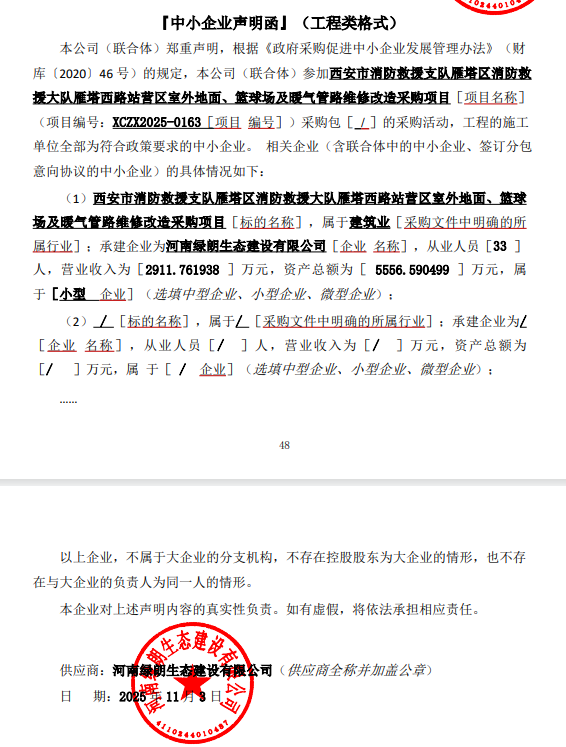 4110244010487
『中小企业声明函』（工程类格式）
本公司（联合体）郑重声明，根据《政府采购促进中小企业发展管理办法》（财
库〔2020〕46 号）的规定，本公司（联合体）参加西安市消防救援支队雁塔区消防救
援大队雁塔西路站营区室外地面、篮球场及暖气管路维修改造采购项目［项目名称］
（项目编号：XCZX2025-0163［项目 编号］）采购包［ / ］的采购活动，工程的施工
单位全部为符合政策要求的中小企业。 相关企业（含联合体中的中小企业、签订分包
意向协议的中小企业）的具体情况如下：
（1）西安市消防救援支队雁塔区消防救援大队雁塔西路站营区室外地面、篮球
场及暖气管路维修改造采购项目［标的名称］，属于建筑业［采购文件中明确的所
属行业］；承建企业为河南绿朗生态建设有限公司［企业 名称］，从业人员［33 ］
人，营业收入为［2911.761938 ］万元，资产总额为［ 5556.590499 ］万元，属
于［小型 企业］（选填中型企业、小型企业、微型企业）；
（2） / ［标的名称］，属于/ ［采购文件中明确的所属行业］；承建企业为/
［企业 名称］，从业人员［/ ］人，营业收入为［/ ］万元，资产总额为
［/ ］万元，属 于［ / 企业］（选填中型企业、小型企业、微型企业）；
……
48
以上企业，不属于大企业的分支机构，不存在控股股东为大企业的情形，也不存
在与大企业的负责人为同一人的情形。
本企业对上述声明内容的真实性负责。如有虚假，将依法承担相应责任。
供应商：河南绿朗生态建设有限公司（供应商全称并加盖公章）
日 期：2025 年 11 月 3 日
河南绿朗生态建设有限公司
4110244010487